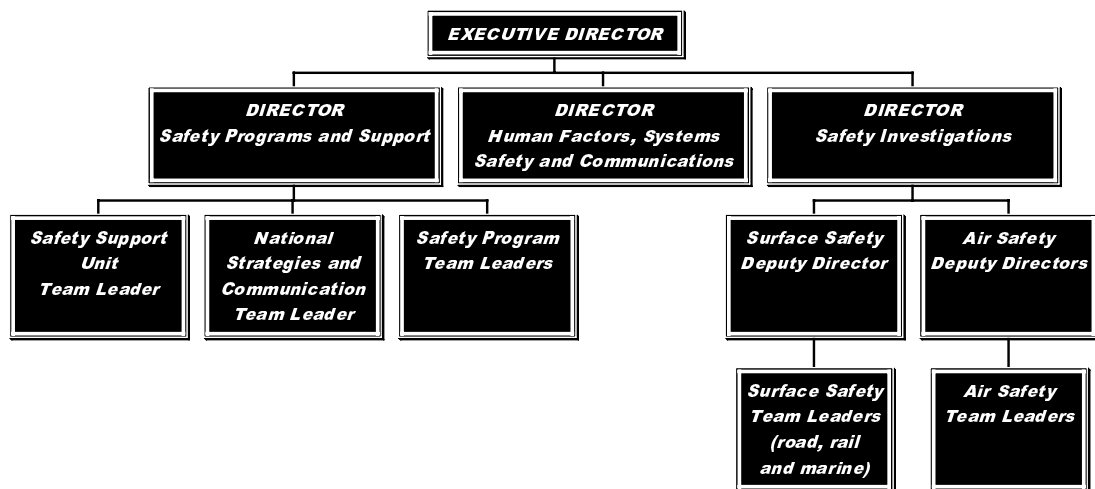 EXECUTIVE DIRECTOR
DIRECTOR
Safety Programs and Support
DIRECTOR
Human Factors, Systems
Safety and Communications
DIRECTOR
Safety Investigations
Safety Support
Unit
Team Leader
National
Strategies and
Communication
Team Leader
Safety Program
Team Leaders
Surface Safety
Deputy Director
Air Safety
Deputy Directors
Surface Safety
Team Leaders
(road, rail
and marine)
Air Safety
Team Leaders